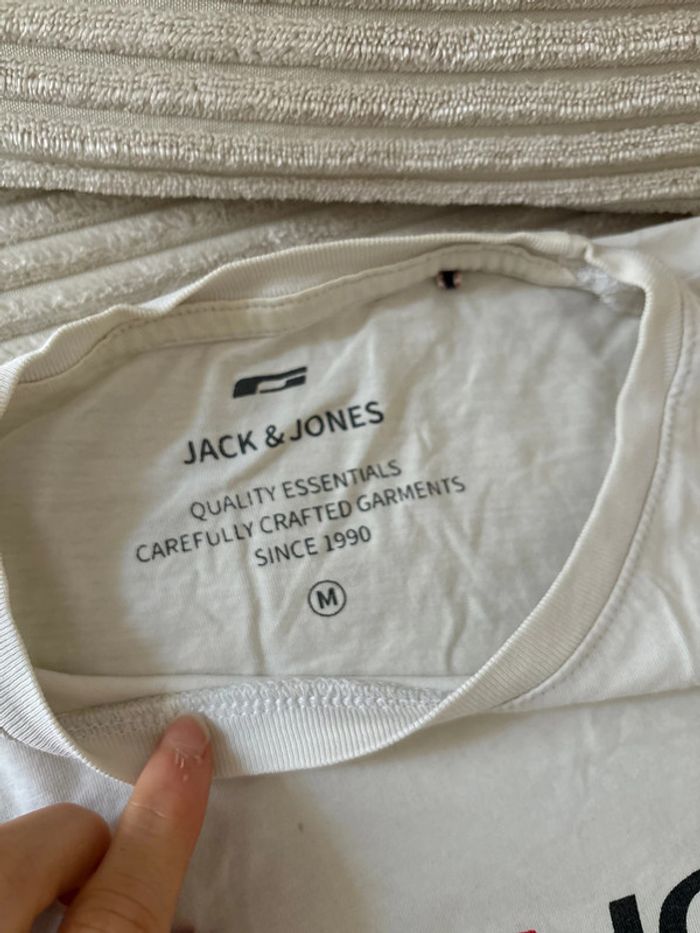 JACK & JONES
QUALITY ESSENTIALS
CAREFULLY CRAFTED GARMENTS
SINCE 1990
M